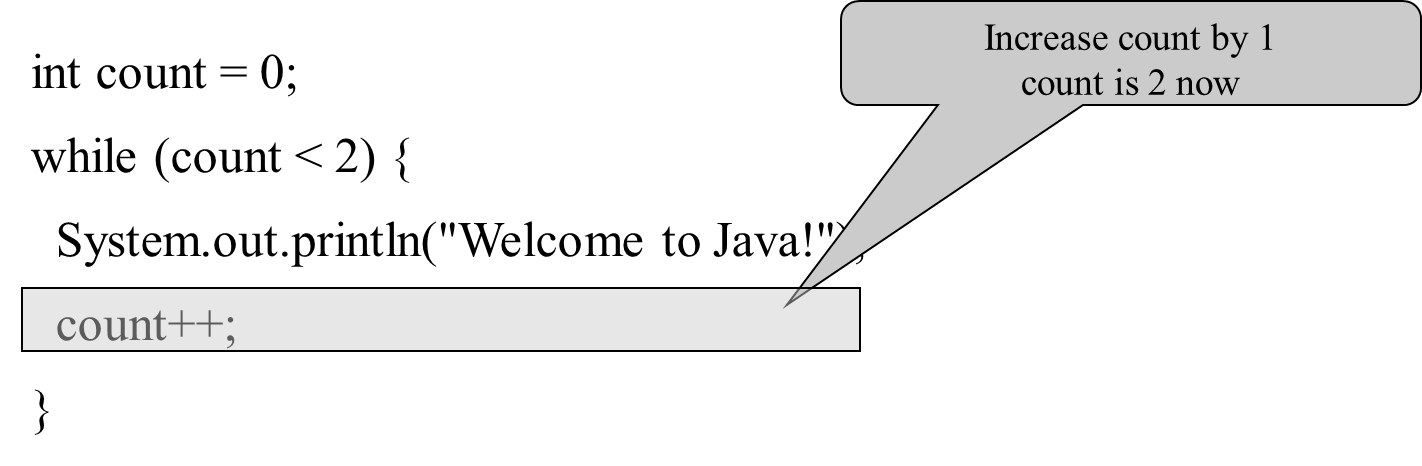 int count = 0;
while (count < 2) {
System.out.println("Welcome to Java!");
count++;
}
Increase count by 1
count is 2 now